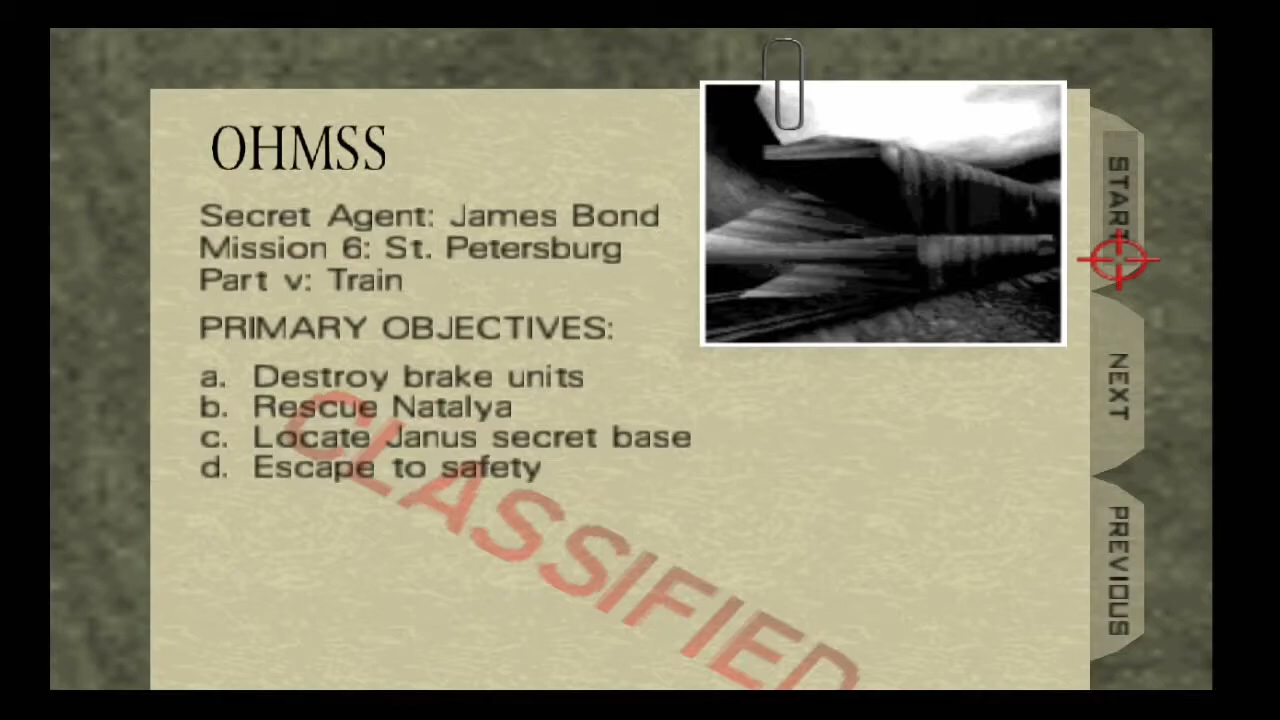 OHMSS
Secret Agent: James Bond
Mission 6: St. Petersburg
Part v: Train
PRIMARY OBJECTIVES:
a. Destroy brake units
b. Rescue Natalya
c. Locate Janus secret base
d. Escape to safety
CLASSIFIED
START
NEXT
PREVIOUS